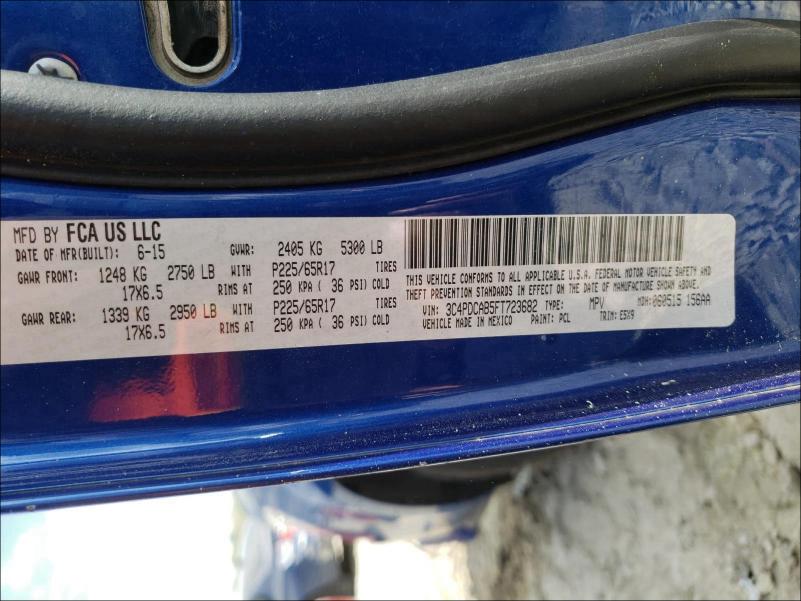 MFD BY FCA US LLC
DATE OF MFR(BUILT): 6-15 GVWR: 2405 KG 5300 LB
GAWR FRONT: 1248 KG 2750 LB WITH P225/65R17 TIRES
17X6.5 RIMS AT 250 KPA ( 36 PSI) COLD
GAWR REAR: 1339 KG 2950 LB WITH P225/65R17 TIRES
17X6.5 RIMS AT 250 KPA ( 36 PSI) COLD
THIS VEHICLE CONFORMS TO ALL APPLICABLE U.S.A. FEDERAL MOTOR VEHICLE SAFETY AND
THEFT PREVENTION STANDARDS IN EFFECT ON THE DATE OF MANUFACTURE SHOWN ABOVE.
VIN: 3C4PDCAB5FT723682 TYPE: MPV MDH: 060515 156AA
VEHICLE MADE IN MEXICO PAINT: PCL TRIM: E5X9